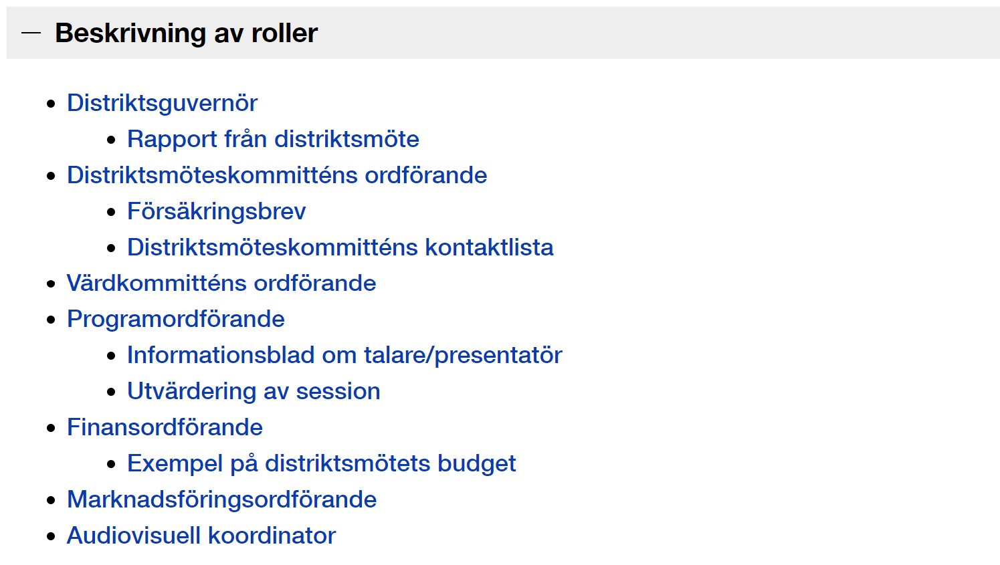 Beskrivning av roller
Distriktsguvernör
Rapport från distriktsmöte
Distriktsmöteskommitténs ordförande
Försäkringsbrev
Distriktsmöteskommitténs kontaktlista
Värdkommitténs ordförande
Programordförande
Informationsblad om talare/presentatör
Utvärdering av session
Finansordförande
Exempel på distriktsmötets budget
Marknadsföringsordförande
Audiovisuell koordinator